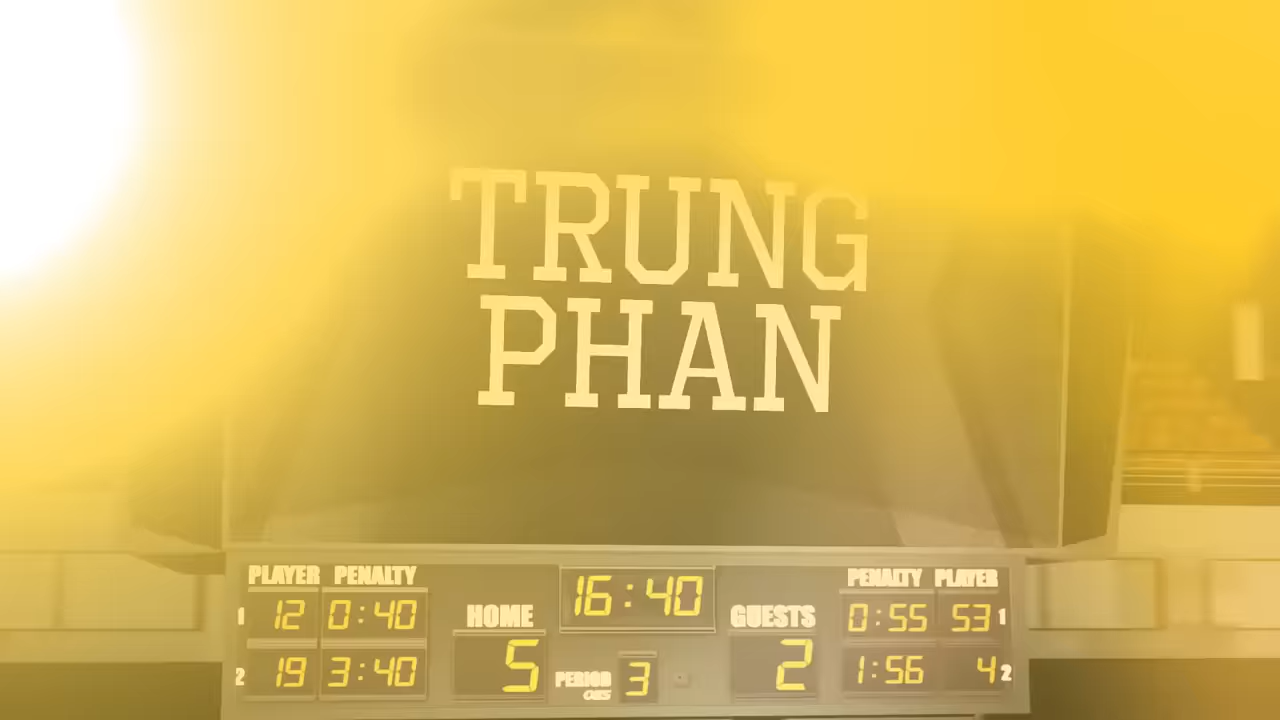 TRUNG
PHAN
PLAYER PENALTY
1 12 0:40
2 19 3:40
HOME
5
16:40
PERIOD 3
OES
GUESTS
2
PENALTY PLAYER
0:55 53 1
1:56 4 2